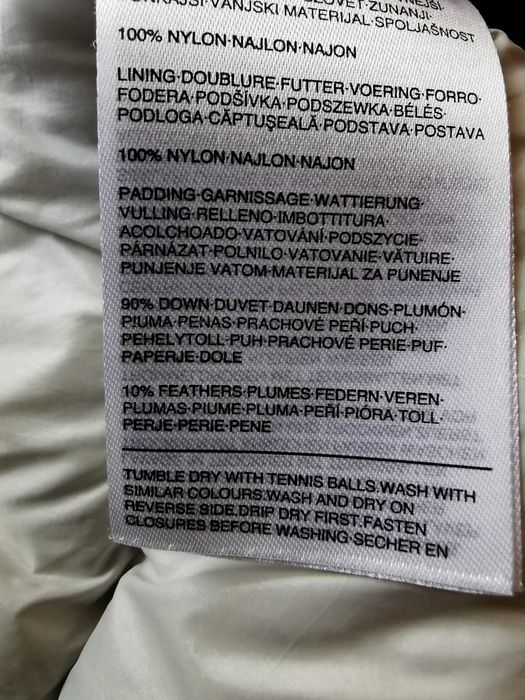 VANJSKI MATERIJAL·SPOLJAŠNOST
100% NYLON·NAJLON·NAJON
LINING·DOUBLURE·FUTTER·VOERING·FORRO·
FODERA·PODŠÍVKA·PODSZEWKA·BÉLÉS·
PODLOGA·CĂPTUŞEALĂ·PODSTAVA·POSTAVA
100% NYLON·NAJLON·NAJON
PADDING·GARNISSAGE·WATTIERUNG·
VULLING·RELLENO·IMBOTTITURA·
ACOLCHOADO·VATOVÁNÍ·PODSZYCIE·
PÁRNÁZAT·POLNILO·VATOVANIE·VĂTUIRE·
PUNJENJE VATOM·MATERIJAL ZA PUNENJE
90% DOWN·DUVET·DAUNEN·DONS·PLUMÓN·
PIUMA·PENAS·PRACHOVÉ PEŘÍ·PUCH·
PEHELYTOLL·PUH·PRACHOVÉ PERIE·PUF·
PAPERJE·DOLE
10% FEATHERS·PLUMES·FEDERN·VEREN·
PLUMAS·PIUME·PLUMA·PEŘÍ·PIÓRA·TOLL·
PERJE·PERIE·PENE
TUMBLE DRY WITH TENNIS BALLS.WASH WITH
SIMILAR COLOURS.WASH AND DRY ON
REVERSE SIDE.DRIP DRY FIRST.FASTEN
CLOSURES BEFORE WASHING·SECHER EN